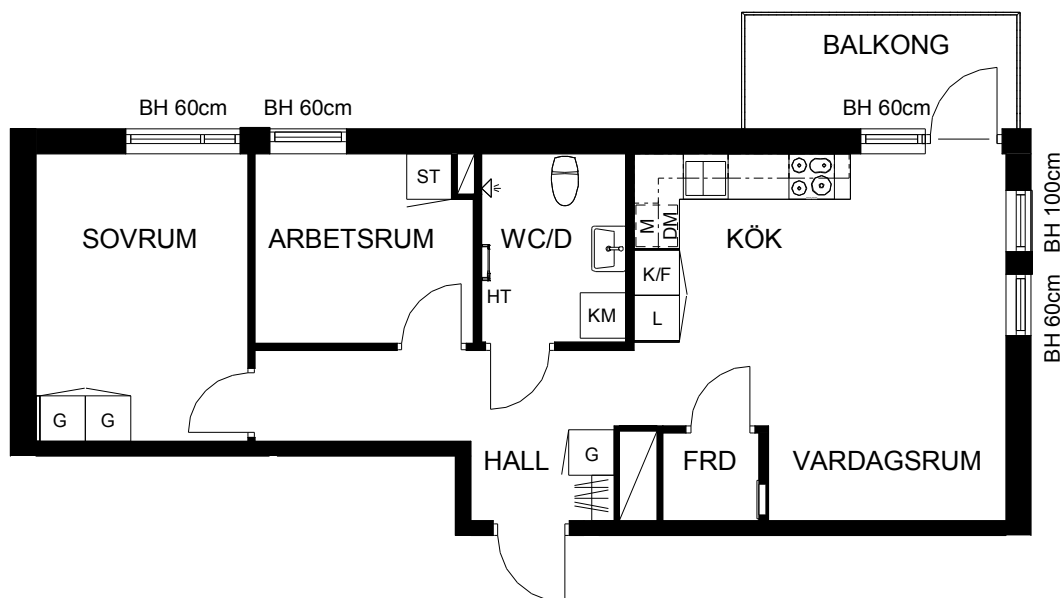 BALKONG
BH 60cm
BH 60cm
BH 60cm
ST
SOVRUM
ARBETSRUM
WC/D
M
DM
KÖK
BH 100cm
K/F
HT
KM
L
BH 60cm
G
G
HALL
G
FRD
VARDAGSRUM